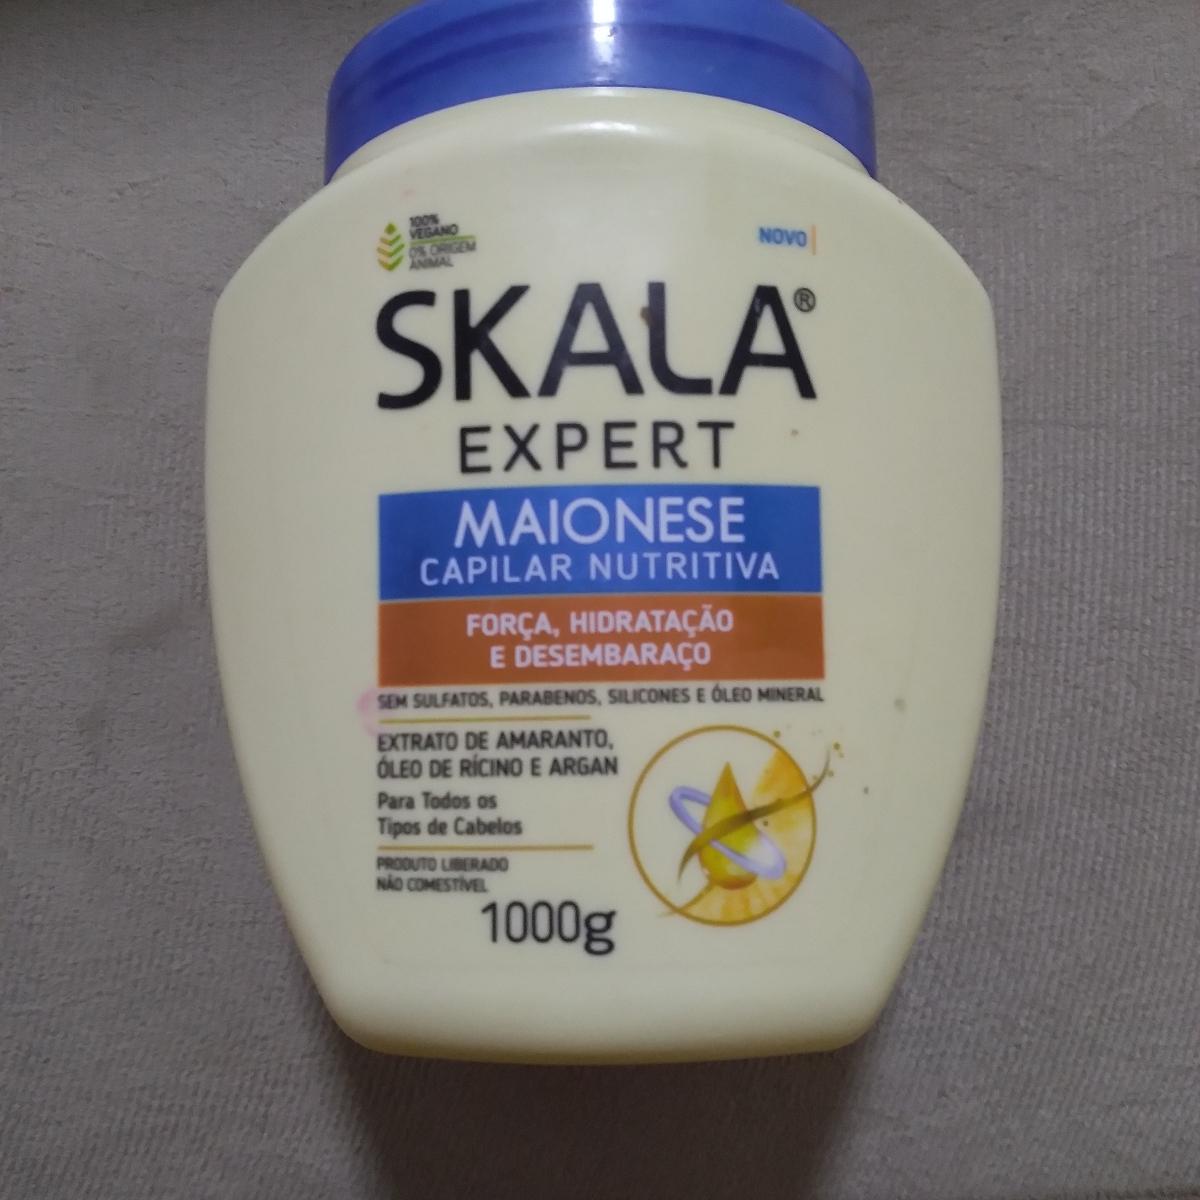 100%
VEGANO
0% ORIGEM
ANIMAL
NOVO
SKALA®
EXPERT
MAIONESE
CAPILAR NUTRITIVA
FORÇA, HIDRATAÇÃO
E DESEMBARAÇO
SEM SULFATOS, PARABENOS, SILICONES E ÓLEO MINERAL
EXTRATO DE AMARANTO,
ÓLEO DE RÍCINO E ARGAN
Para Todos os
Tipos de Cabelos
PRODUTO LIBERADO
NÃO COMESTÍVEL
1000g